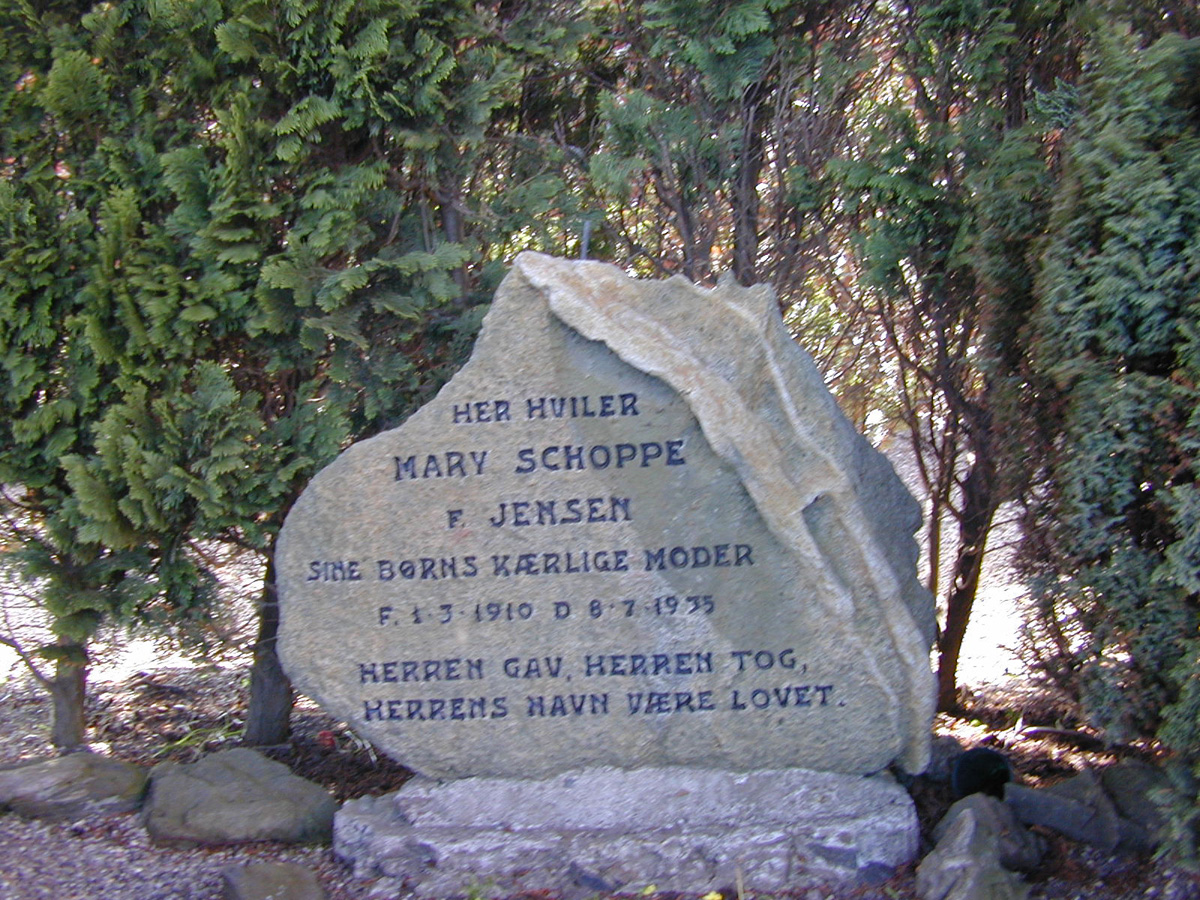 HER HVILER
MARY SCHOPPE
F. JENSEN
SINE BØRNS KÆRLIGE MODER
F. 1·3·1910 D 8·7·1935
HERREN GAV, HERREN TOG,
HERRENS NAVN VÆRE LOVET.